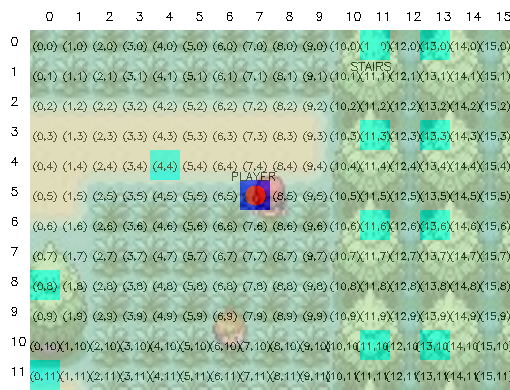 0 1 2 3 4 5 6 7 8 9 10 11 12 13 14 15
0 (0,0) (1,0) (2,0) (3,0) (4,0) (5,0) (6,0) (7,0) (8,0) (9,0) (10,0) (12,0) (13,0) (14,0) (15,0)
STAIRS
1 (0,1) (1,1) (2,1) (3,1) (4,1) (5,1) (6,1) (7,1) (8,1) (9,1) (10,1) (11,1) (12,1) (13,1) (14,1) (15,1)
2 (0,2) (1,2) (2,2) (3,2) (4,2) (5,2) (6,2) (7,2) (8,2) (9,2) (10,2) (11,2) (12,2) (13,2) (14,2) (15,2)
3 (0,3) (1,3) (2,3) (3,3) (4,3) (5,3) (6,3) (7,3) (8,3) (9,3) (10,3) (11,3) (12,3) (13,3) (14,3) (15,3)
4 (0,4) (1,4) (2,4) (3,4) (4,4) (5,4) (6,4) (7,4) (8,4) (9,4) (10,4) (11,4) (12,4) (13,4) (14,4) (15,4)
PLAYER
5 (0,5) (1,5) (2,5) (3,5) (4,5) (5,5) (6,5) (8,5) (9,5) (10,5) (11,5) (12,5) (13,5) (14,5) (15,5)
6 (0,6) (1,6) (2,6) (3,6) (4,6) (5,6) (6,6) (7,6) (8,6) (9,6) (10,6) (11,6) (12,6) (13,6) (14,6) (15,6)
7 (0,7) (1,7) (2,7) (3,7) (4,7) (5,7) (6,7) (7,7) (8,7) (9,7) (10,7) (11,7) (12,7) (13,7) (14,7) (15,7)
8 (0,8) (1,8) (2,8) (3,8) (4,8) (5,8) (6,8) (7,8) (8,8) (9,8) (10,8) (11,8) (12,8) (13,8) (14,8) (15,8)
9 (0,9) (1,9) (2,9) (3,9) (4,9) (5,9) (6,9) (7,9) (8,9) (9,9) (10,9) (11,9) (12,9) (13,9) (14,9) (15,9)
10 (0,10) (1,10) (2,10) (3,10) (4,10) (5,10) (6,10) (7,10) (8,10) (9,10) (10,10) (11,10) (12,10) (13,10) (14,10) (15,10)
11 (0,11) (1,11) (2,11) (3,11) (4,11) (5,11) (6,11) (7,11) (8,11) (9,11) (10,11) (11,11) (12,11) (13,11) (14,11) (15,11)